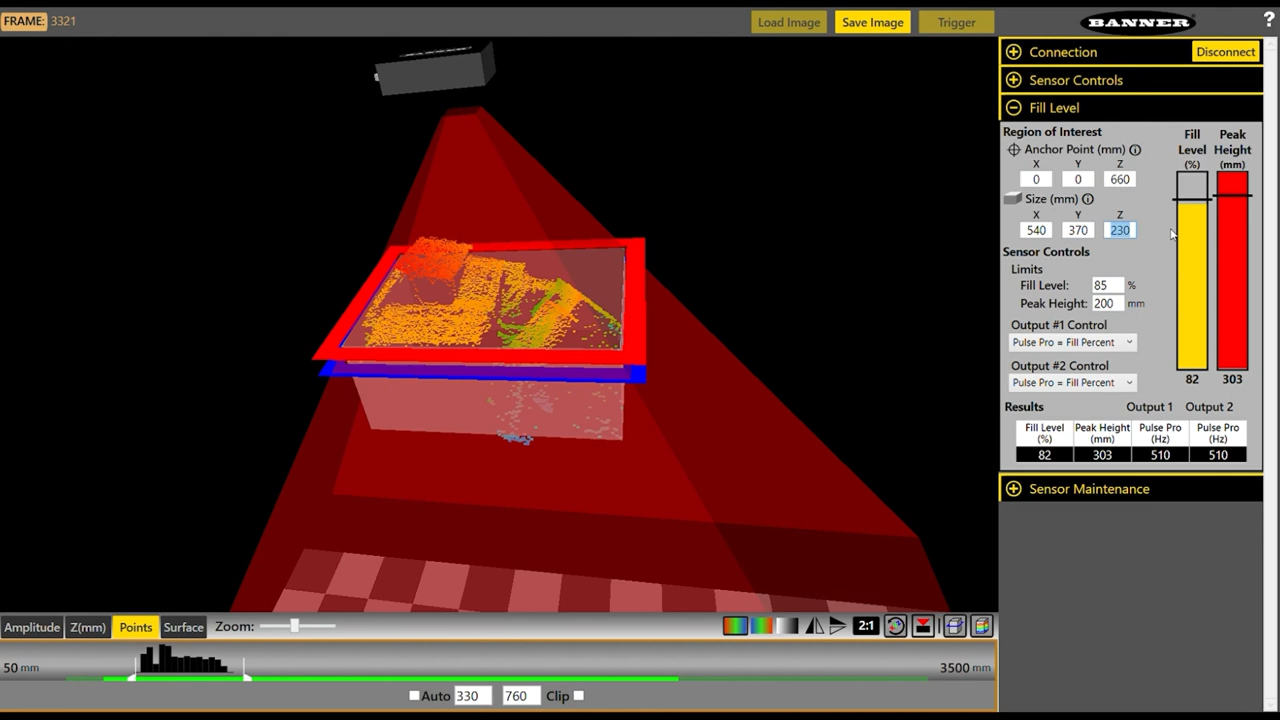 FRAME: 3321
Load Image
Save Image
Trigger
BANNER
?
Connection
Disconnect
Sensor Controls
Fill Level
Region of Interest
Anchor Point (mm)
X Y Z
0 0 660
Size (mm)
X Y Z
540 370 230
Fill Level (%)
Peak Height (mm)
82 303
Sensor Controls
Limits
Fill Level: 85 %
Peak Height: 200 mm
Output #1 Control
Pulse Pro = Fill Percent
Output #2 Control
Pulse Pro = Fill Percent
Results Output 1 Output 2
Fill Level (%) Peak Height (mm) Pulse Pro (Hz) Pulse Pro (Hz)
82 303 510 510
Sensor Maintenance
Amplitude Z(mm) Points Surface Zoom: 2:1
50 mm 3500 mm
Auto 330 760 Clip